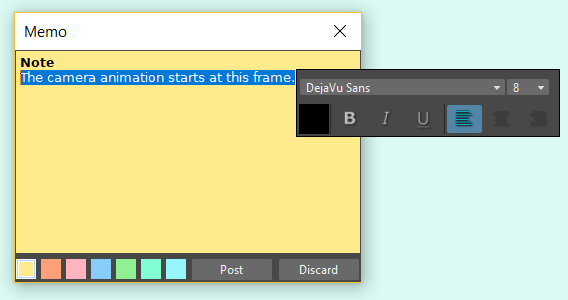 Memo
Note
The camera animation starts at this frame.
DejaVu Sans 8
B I U
Post Discard